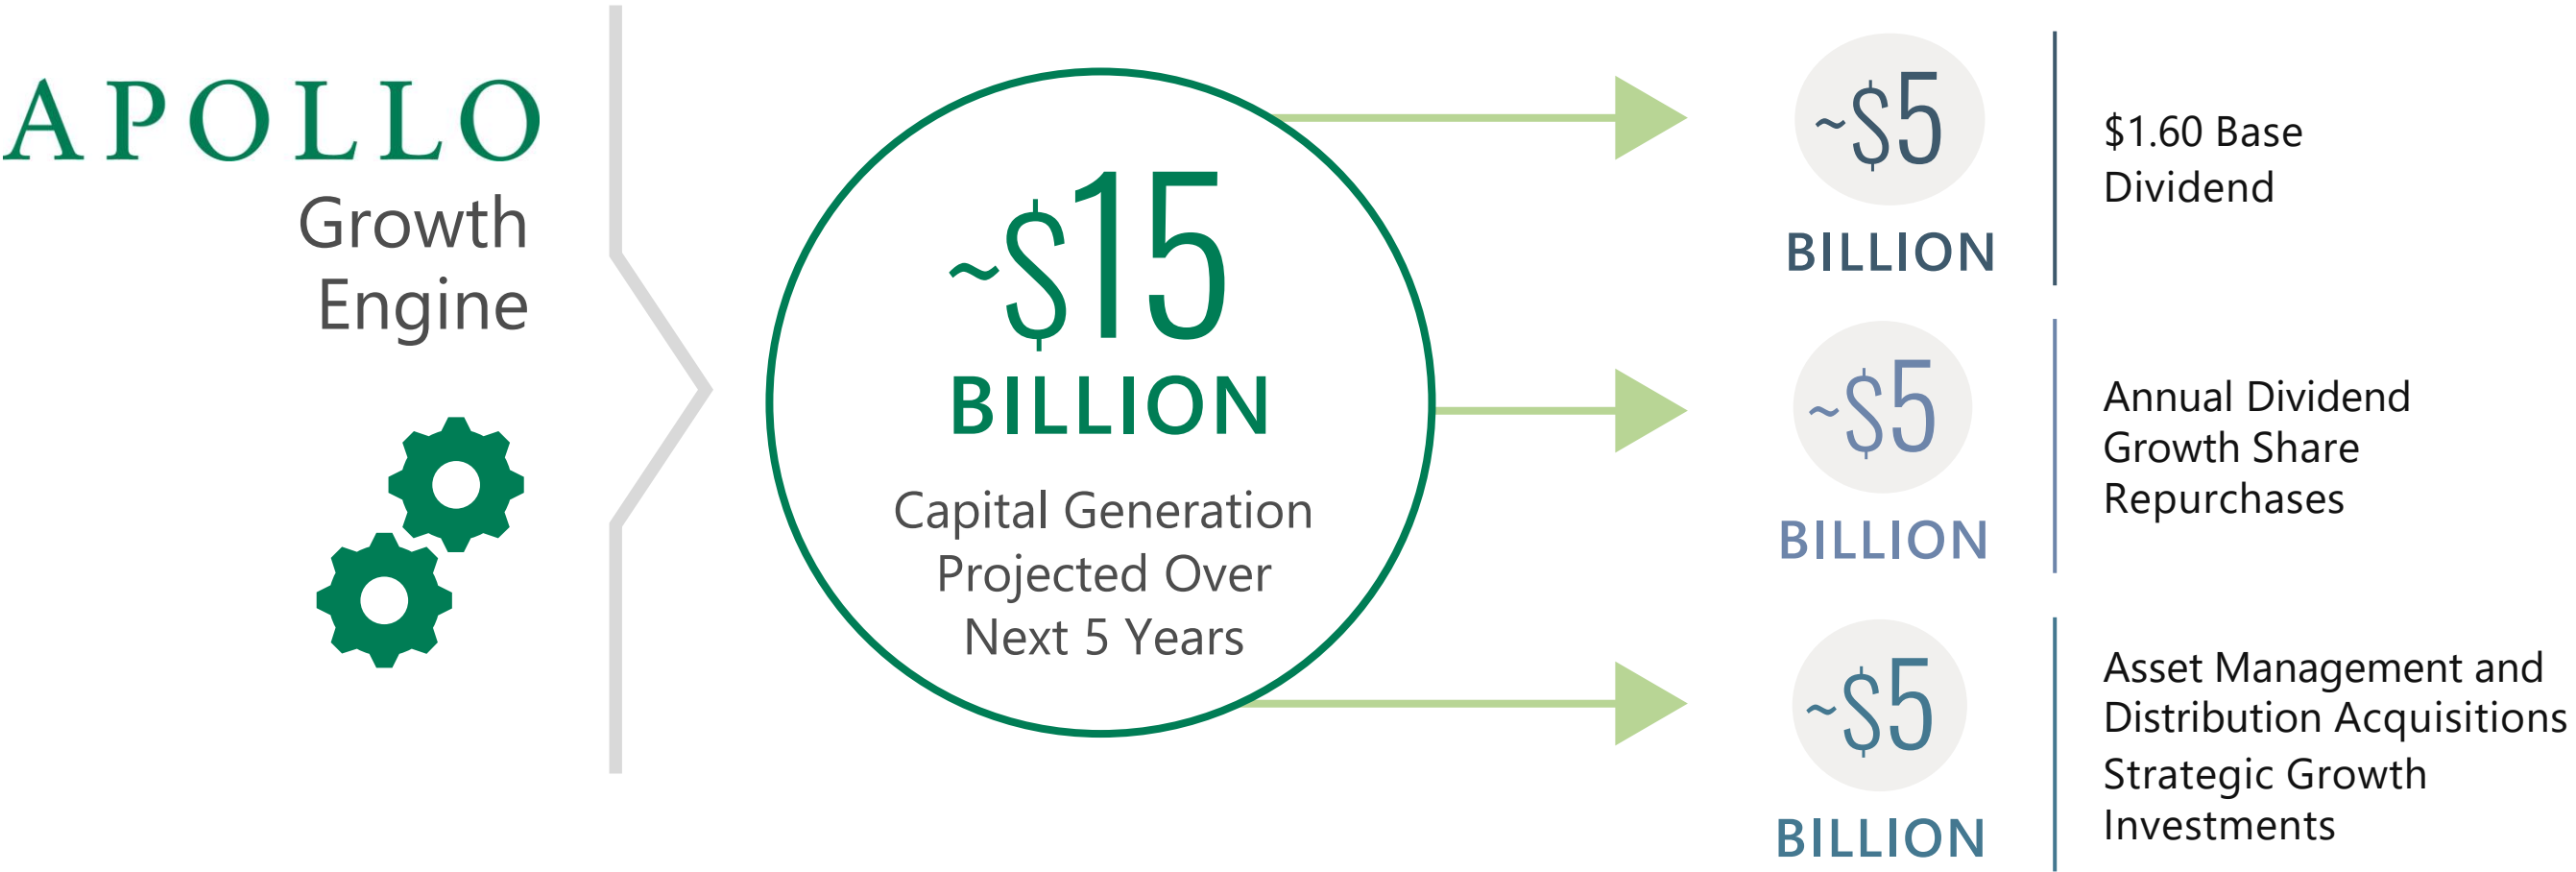 APOLLO
Growth
Engine
~$15
BILLION
Capital Generation
Projected Over
Next 5 Years
~$5
BILLION
$1.60 Base
Dividend
~$5
BILLION
Annual Dividend
Growth Share
Repurchases
~$5
BILLION
Asset Management and
Distribution Acquisitions
Strategic Growth
Investments